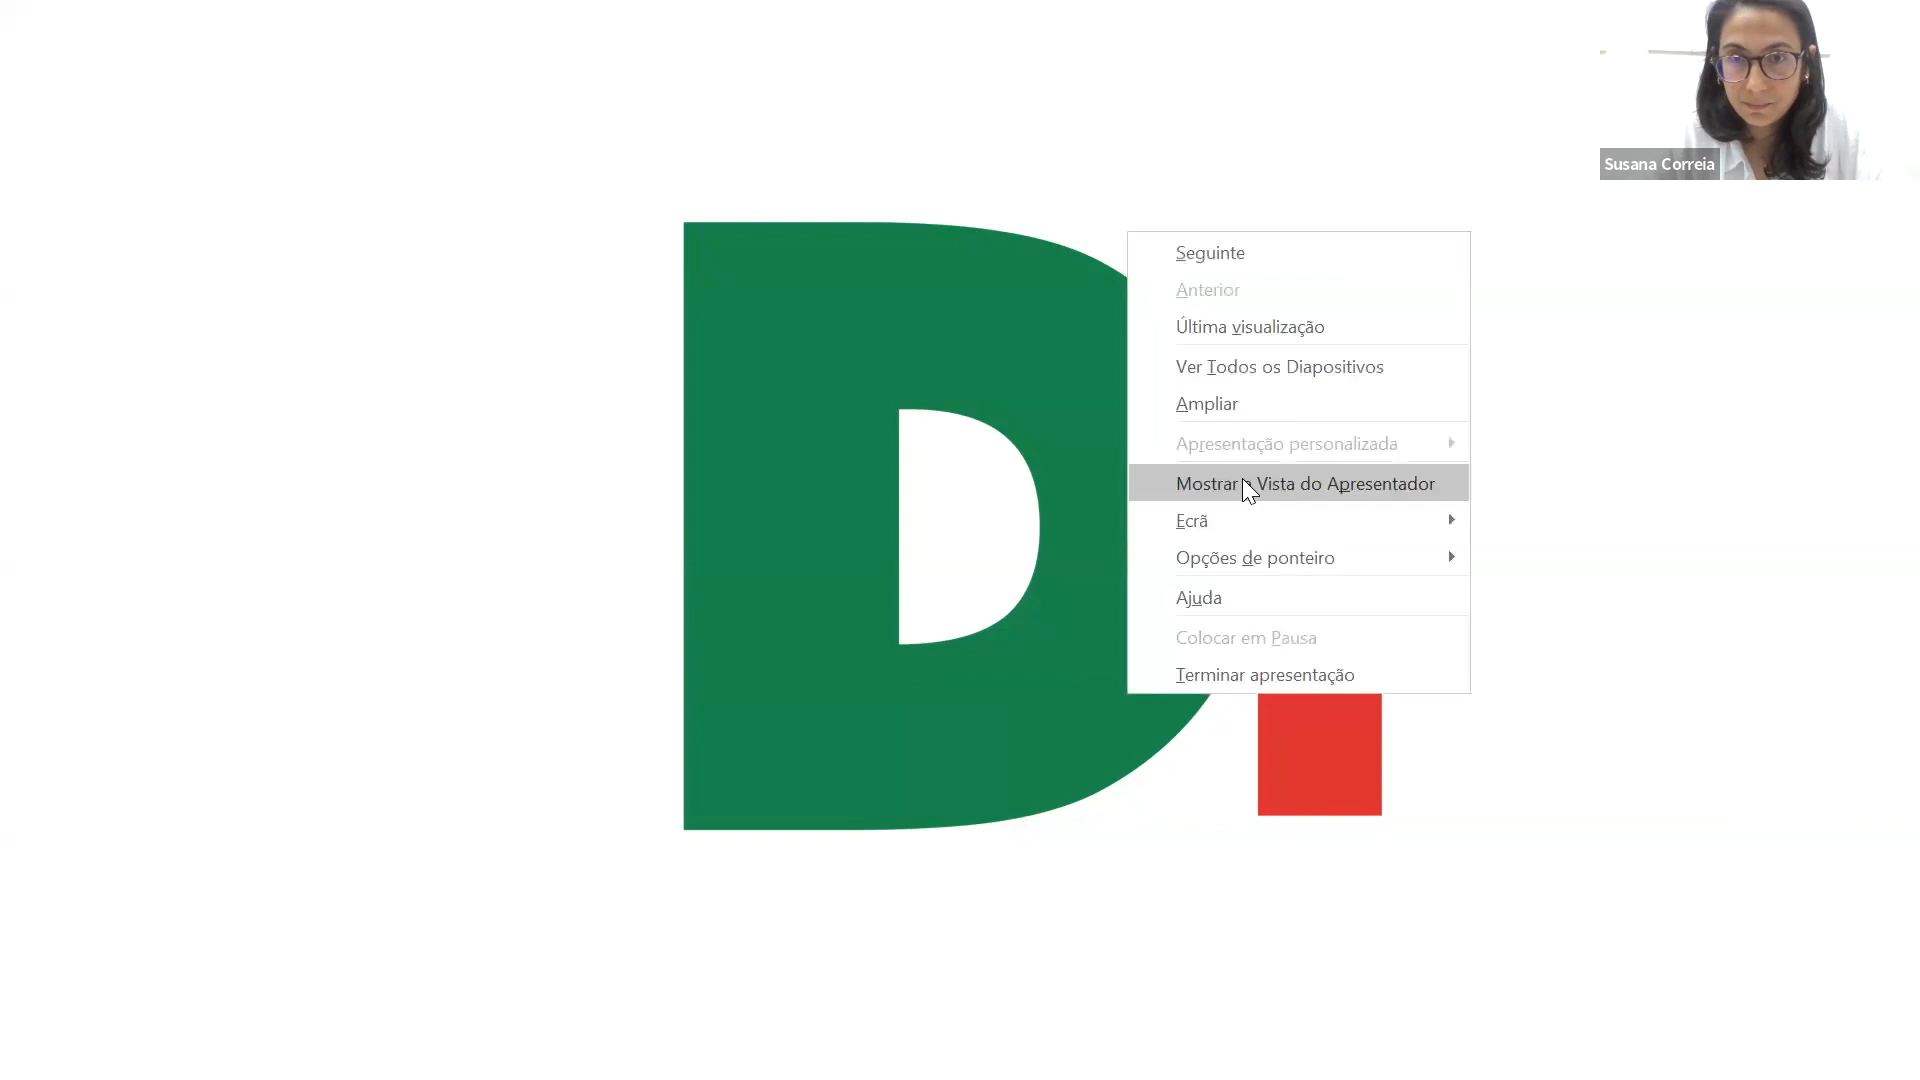 Susana Correia
D
Seguinte
Anterior
Última visualização
Ver Todos os Diapositivos
Ampliar
Apresentação personalizada
Mostrar a Vista do Apresentador
Ecrã
Opções de ponteiro
Ajuda
Colocar em Pausa
Terminar apresentação